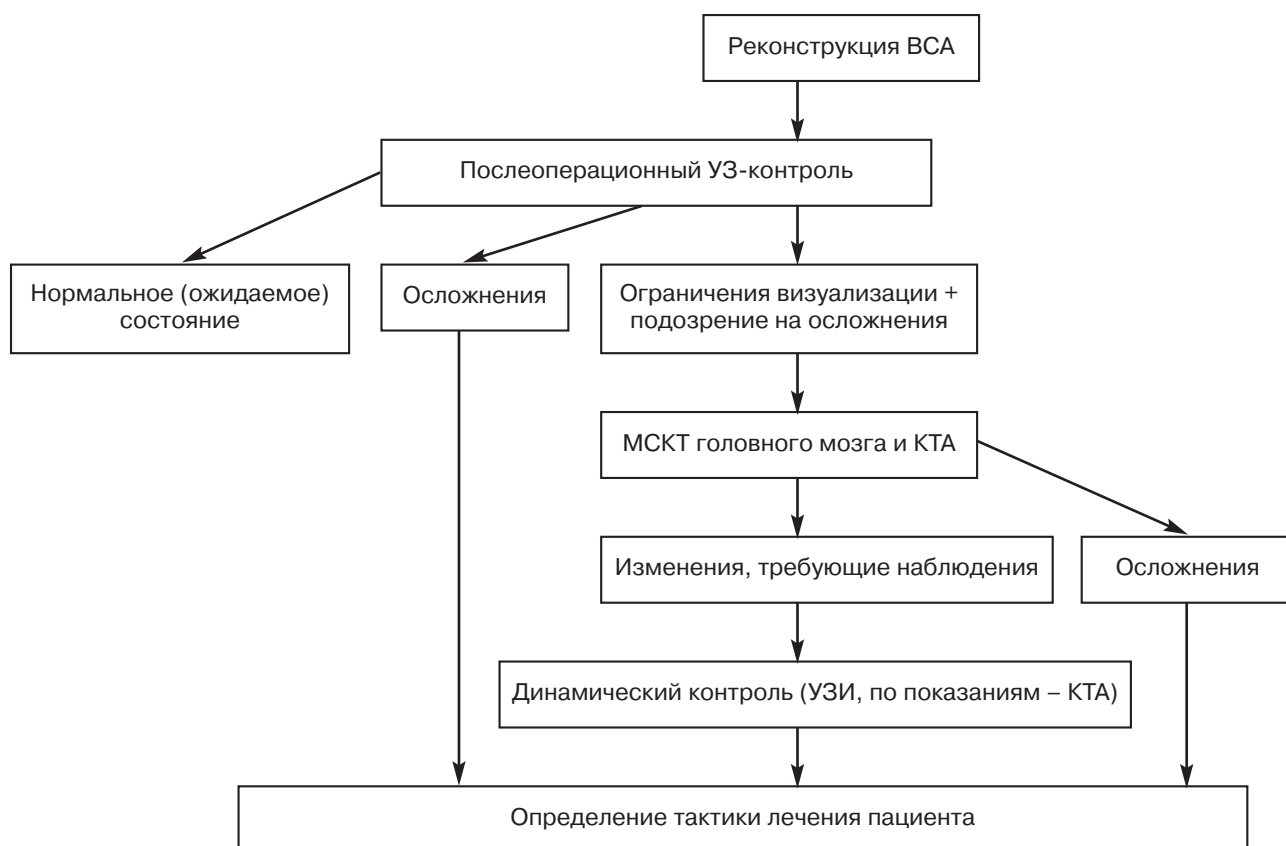 Реконструкция ВСА
Послеоперационный УЗ-контроль
Нормальное (ожидаемое)
состояние
Осложнения
Ограничения визуализации +
подозрение на осложнения
МСКТ головного мозга и КТА
Изменения, требующие наблюдения
Осложнения
Динамический контроль (УЗИ, по показаниям – КТА)
Определение тактики лечения пациента